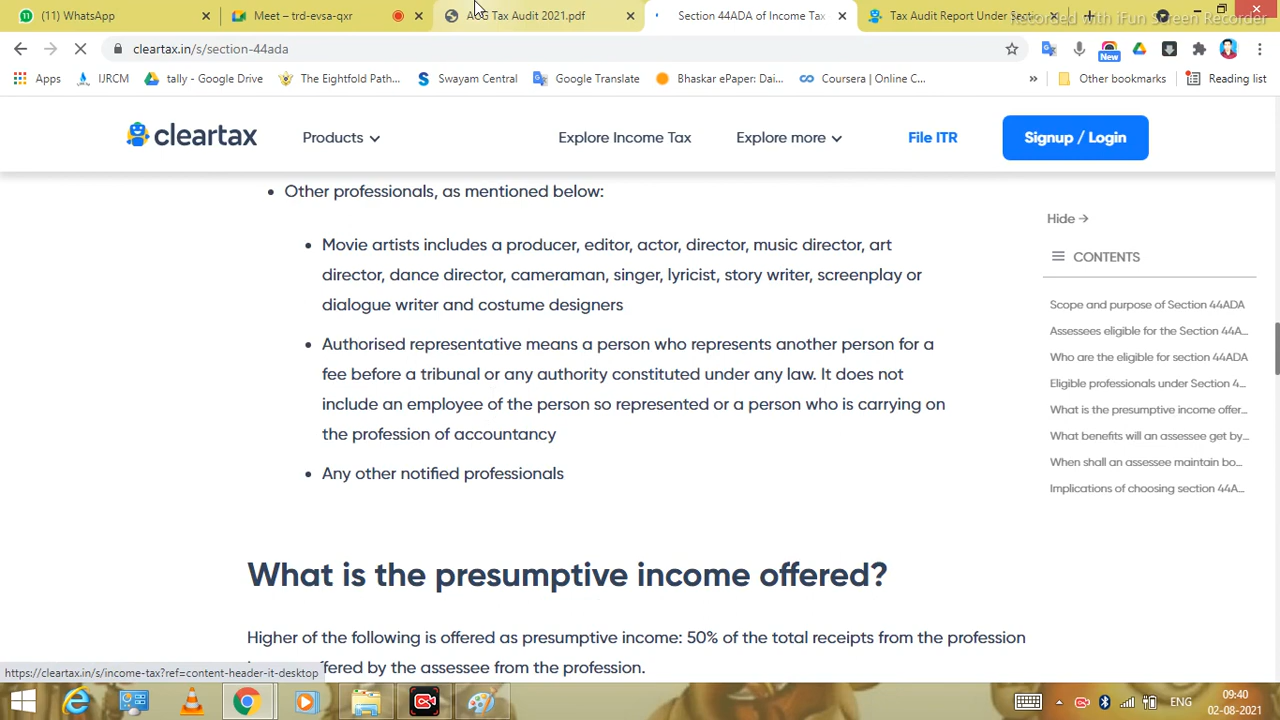 (11) WhatsApp
Meet – trd-evsa-qxr
Tax Audit 2021.pdf
Section 44ADA of Income Tax
Tax Audit Report Under Sect
Recorded with iFun Screen Recorder
cleartax.in/s/section-44ada
New
Apps
IJRCM
tally - Google Drive
The Eightfold Path...
Swayam Central
Google Translate
Bhaskar ePaper: Dai...
Coursera | Online C...
Other bookmarks
Reading list
cleartax
Products
Explore Income Tax
Explore more
File ITR
Signup / Login
Other professionals, as mentioned below:
Movie artists includes a producer, editor, actor, director, music director, art
director, dance director, cameraman, singer, lyricist, story writer, screenplay or
dialogue writer and costume designers
Authorised representative means a person who represents another person for a
fee before a tribunal or any authority constituted under any law. It does not
include an employee of the person so represented or a person who is carrying on
the profession of accountancy
Any other notified professionals
What is the presumptive income offered?
Higher of the following is offered as presumptive income: 50% of the total receipts from the profession
offered by the assessee from the profession.
Hide →
CONTENTS
Scope and purpose of Section 44ADA
Assessees eligible for the Section 44A...
Who are the eligible for section 44ADA
Eligible professionals under Section 4...
What is the presumptive income offer...
What benefits will an assessee get by...
When shall an assessee maintain bo...
Implications of choosing section 44A...
https://cleartax.in/s/income-tax?ref=content-header-it-desktop
ENG
09:40
02-08-2021